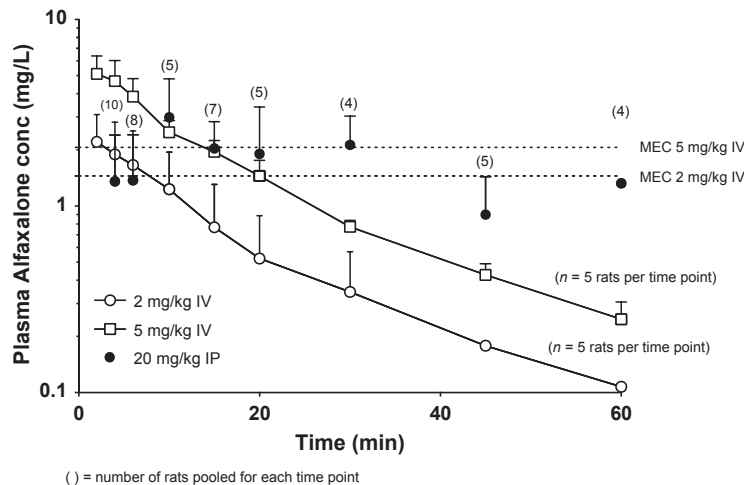 Plasma Alfaxalone conc (mg/L)
10
1
0.1
(5)
(10)
(8)
(7)
(5)
(4)
(5)
(4)
MEC 5 mg/kg IV
MEC 2 mg/kg IV
(n = 5 rats per time point)
(n = 5 rats per time point)
2 mg/kg IV
5 mg/kg IV
20 mg/kg IP
0 20 40 60
Time (min)
( ) = number of rats pooled for each time point